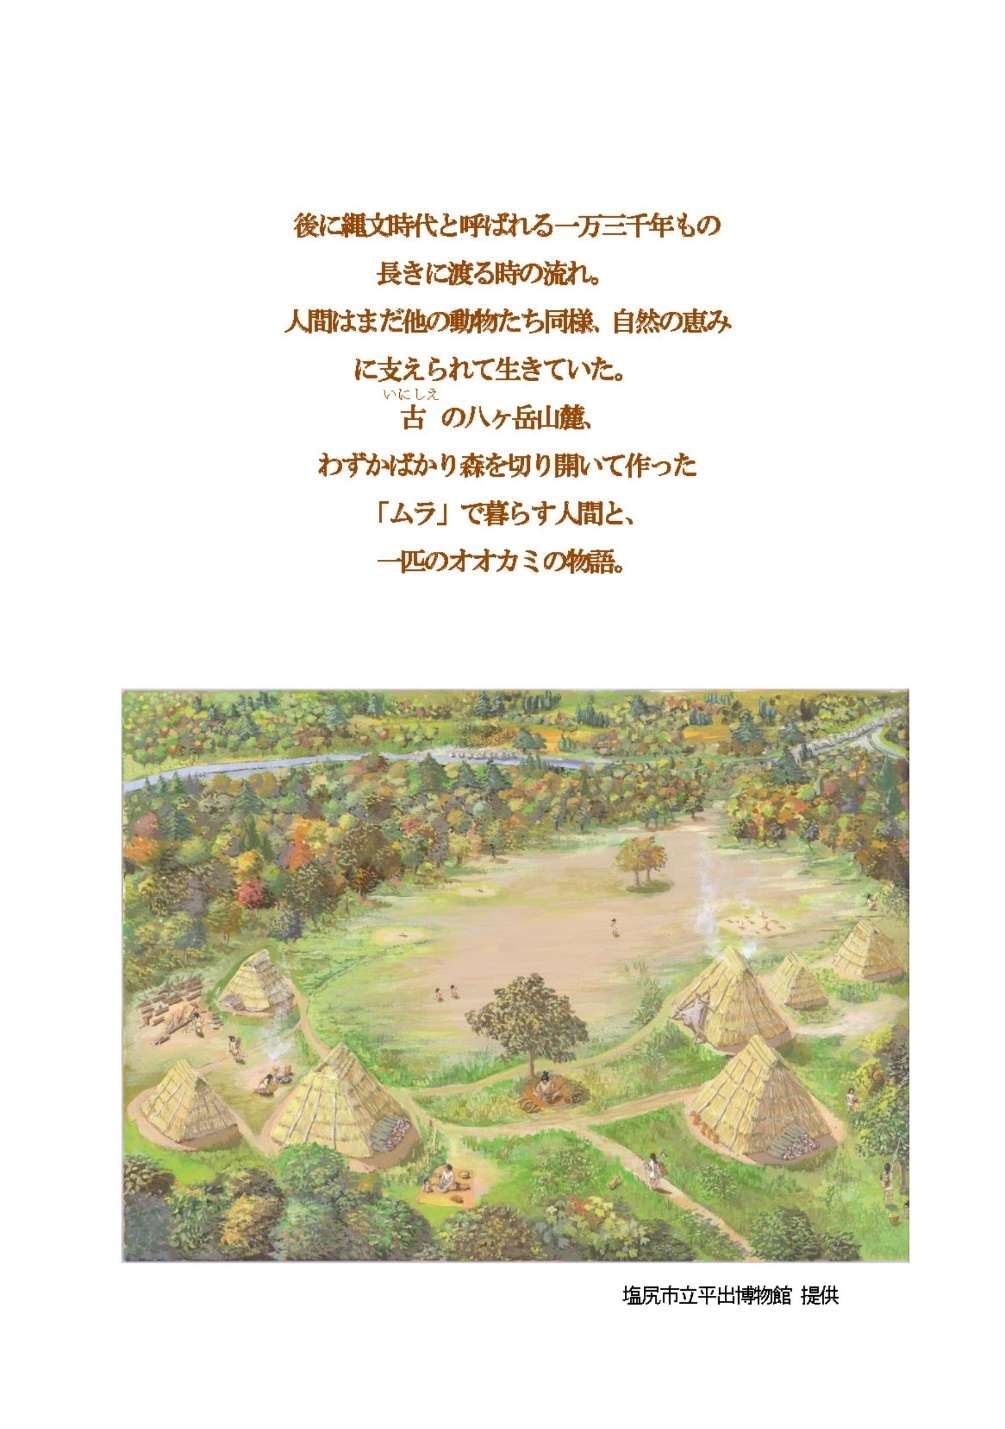 後に縄文時代と呼ばれる一万三千年もの
長きに渡る時の流れ。
人間はまだ他の動物たち同様、自然の恵み
に支えられて生きていた。
いにしえ
古 の八ヶ岳山麓、
わずかばかり森を切り開いて作った
「ムラ」で暮らす人間と、
一匹のオオカミの物語。
塩尻市立平出博物館 提供